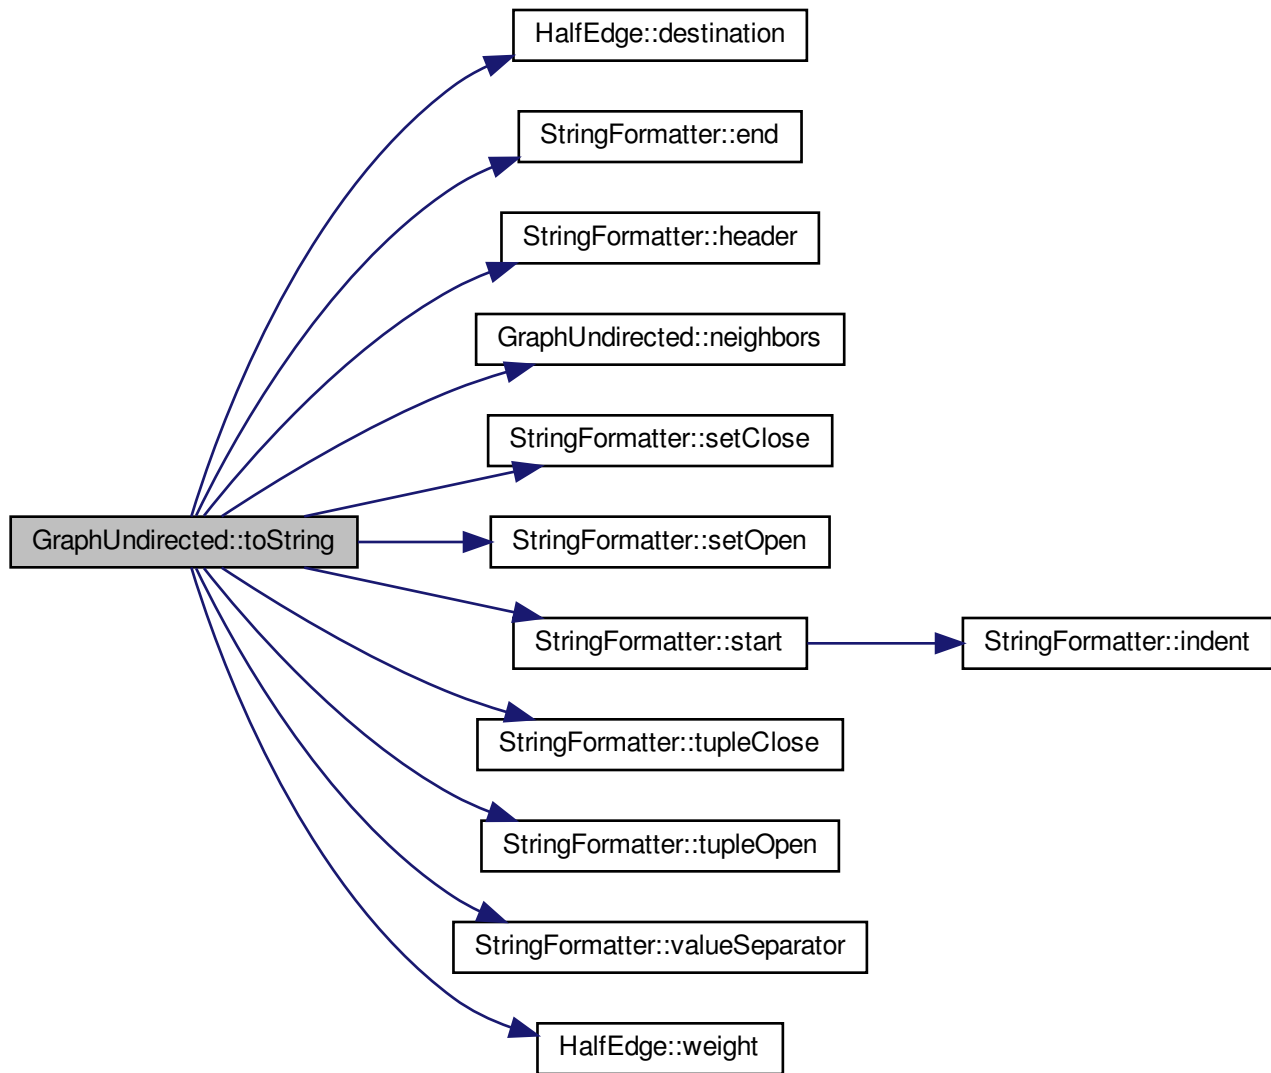 HalfEdge::destination
StringFormatter::end
StringFormatter::header
GraphUndirected::neighbors
StringFormatter::setClose
GraphUndirected::toString
StringFormatter::setOpen
StringFormatter::start
StringFormatter::indent
StringFormatter::tupleClose
StringFormatter::tupleOpen
StringFormatter::valueSeparator
HalfEdge::weight